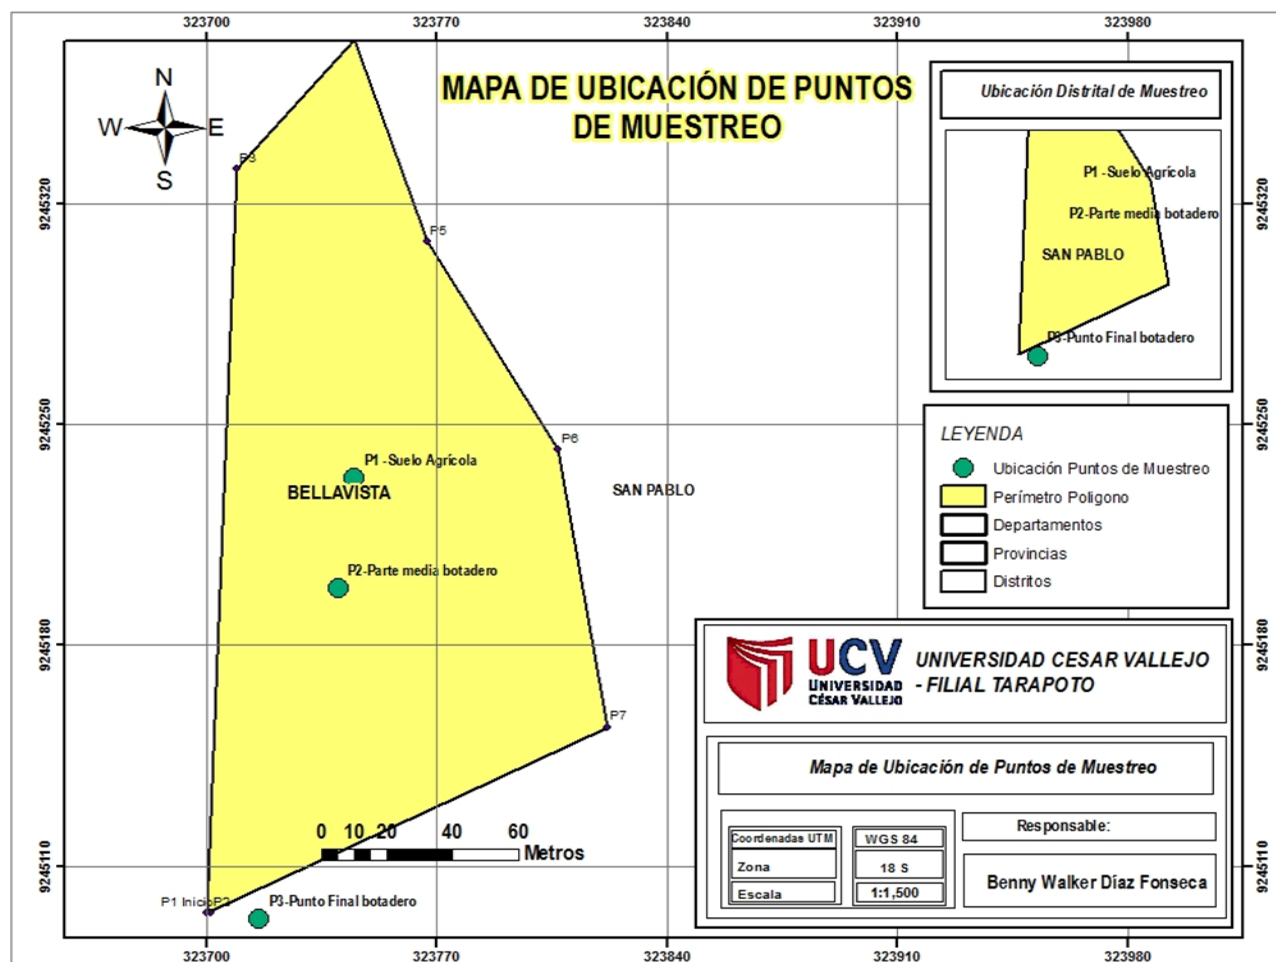 323700 323770 323840 323910 323980
MAPA DE UBICACIÓN DE PUNTOS
DE MUESTREO
N
W E
S
P3
P5
P6
P7
9245320
9245250
9245180
9245110
P1 -Suelo Agrícola
BELLAVISTA
SAN PABLO
P2-Parte media botadero
0 10 20 40 60
Metros
P1 InicioP2
P3-Punto Final botadero
Ubicación Distrital de Muestreo
P1 -Suelo Agrícola
P2-Parte media botadero
SAN PABLO
P3-Punto Final botadero
9245320
9245250
9245180
9245110
LEYENDA
Ubicación Puntos de Muestreo
Perímetro Poligono
Departamentos
Provincias
Distritos
UCV
UNIVERSIDAD
CÉSAR VALLEJO
UNIVERSIDAD CESAR VALLEJO
- FILIAL TARAPOTO
Mapa de Ubicación de Puntos de Muestreo
Coordenadas UTM WGS 84
Zona 18 S
Escala 1:1,500
Responsable:
Benny Walker Díaz Fonseca
323700 323770 323840 323910 323980